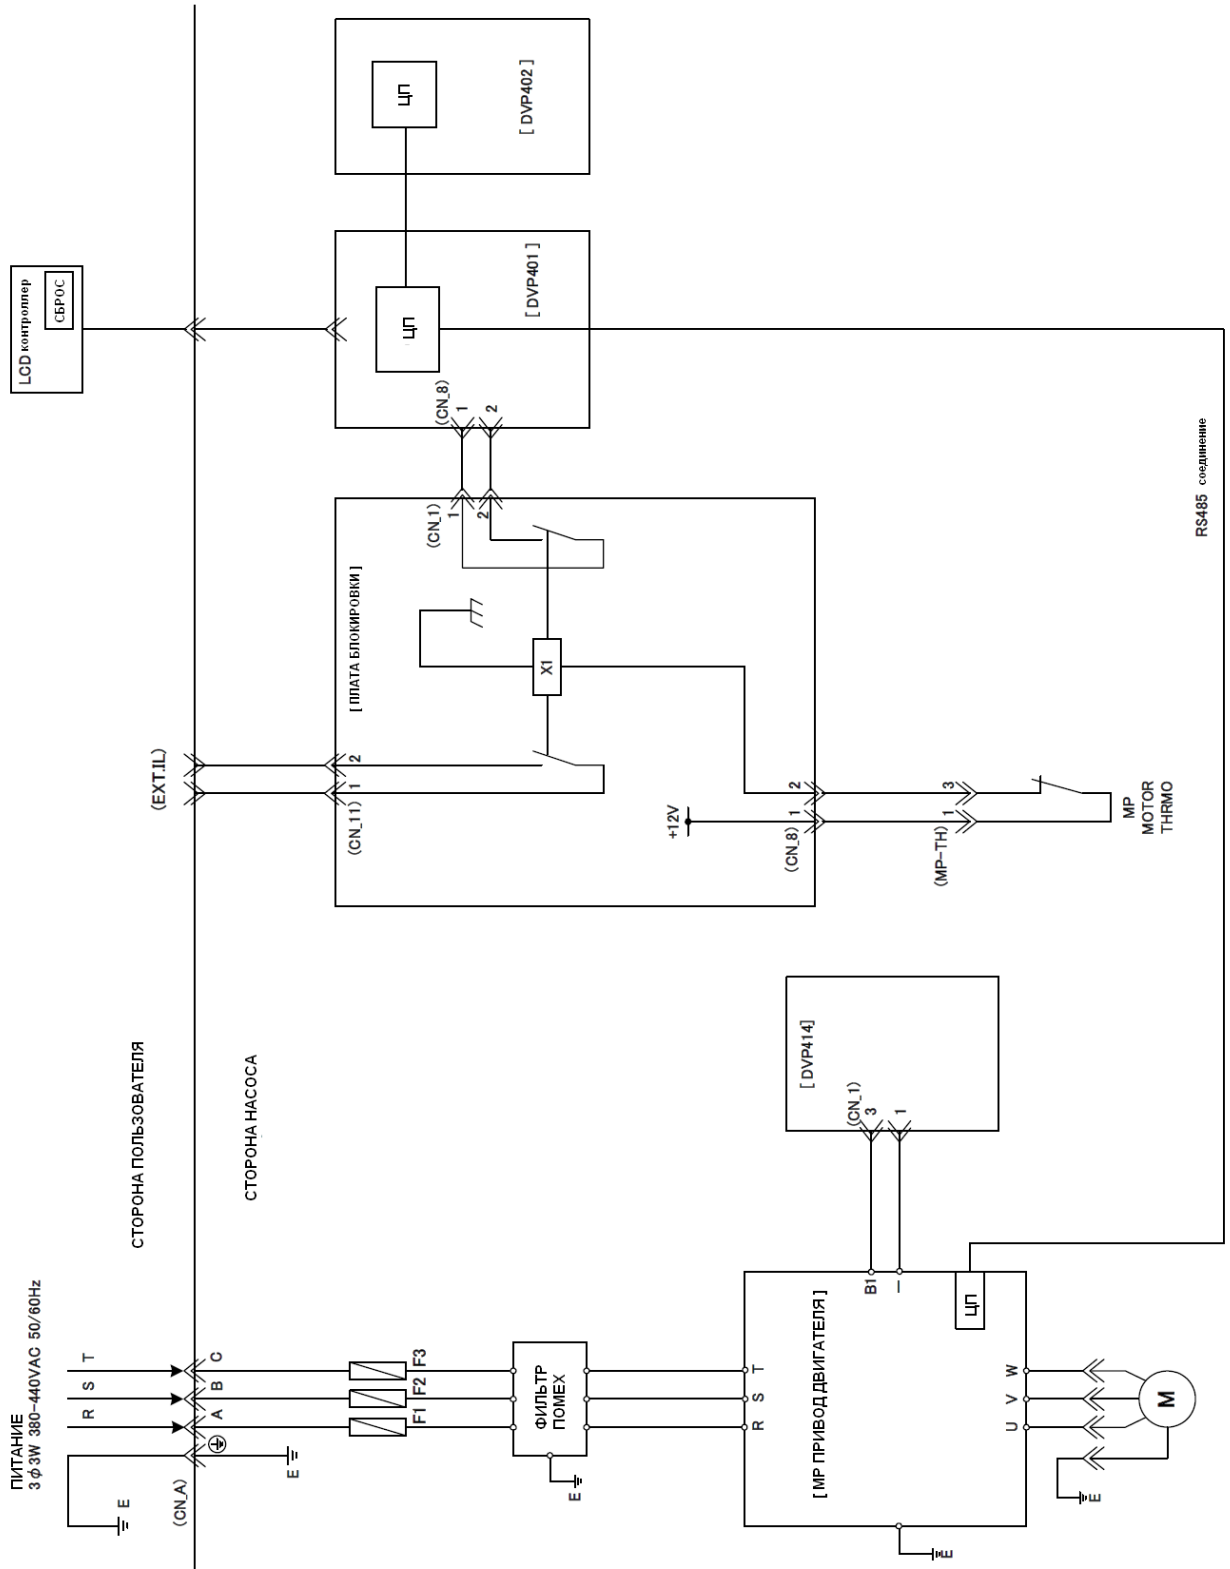 ПИТАНИЕ
3φ3W 380-440VAC 50/60Hz
R
S
T
E
(CN_A)
A
B
C
E
СТОРОНА ПОЛЬЗОВАТЕЛЯ
СТОРОНА НАСОСА
F1
F2
F3
ФИЛЬТР
ПОМЕХ
E
R
S
T
[ МР ПРИВОД ДВИГАТЕЛЯ ]
B1
—
ЦП
U
V
W
E
E
M
[ DVP414]
(CN_1)
3
1
(EXT.IL)
(CN_11)
1
2
[ ПЛАТА БЛОКИРОВКИ ]
X1
+12V
(CN_8)
1
2
(MP-TH)
1
3
MP
MOTOR
THRMO
(CN_1)
1
2
(CN_8)
1
2
LCD контроллер
СБРОС
ЦП
[ DVP401 ]
ЦП
[ DVP402 ]
RS485 соединение